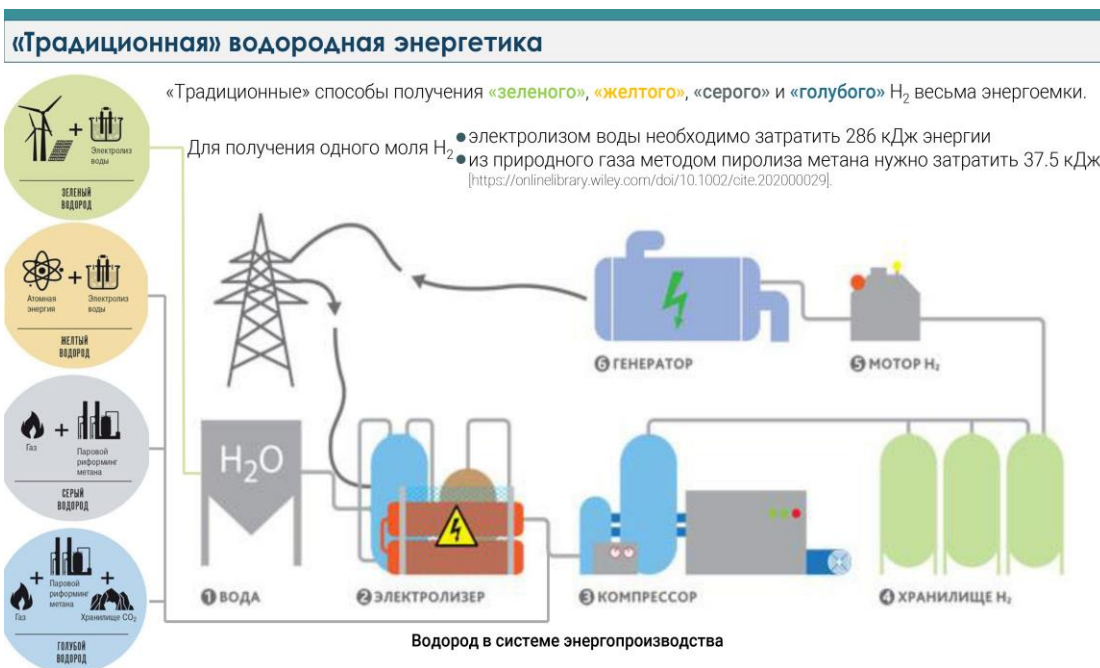 «Традиционная» водородная энергетика
«Традиционные» способы получения «зеленого», «желтого», «серого» и «голубого» H₂ весьма энергоемки.
Для получения одного моля H₂
● электролизом воды необходимо затратить 286 кДж энергии
● из природного газа методом пиролиза метана нужно затратить 37.5 кДж
[https://onlinelibrary.wiley.com/doi/10.1002/cite.202000029].
+
Электролиз
воды
ЗЕЛЕНЫЙ
ВОДОРОД
+
Атомная
энергия
Электролиз
воды
ЖЕЛТЫЙ
ВОДОРОД
+
Газ
Паровой
риформинг
метана
СЕРЫЙ
ВОДОРОД
+
Паровой
риформинг
метана
+
Газ
Хранилище CO₂
ГОЛУБОЙ
ВОДОРОД
6 ГЕНЕРАТОР
5 МОТОР H₂
H₂O
1 ВОДА
2 ЭЛЕКТРОЛИЗЕР
3 КОМПРЕССОР
4 ХРАНИЛИЩЕ H₂
Водород в системе энергопроизводства